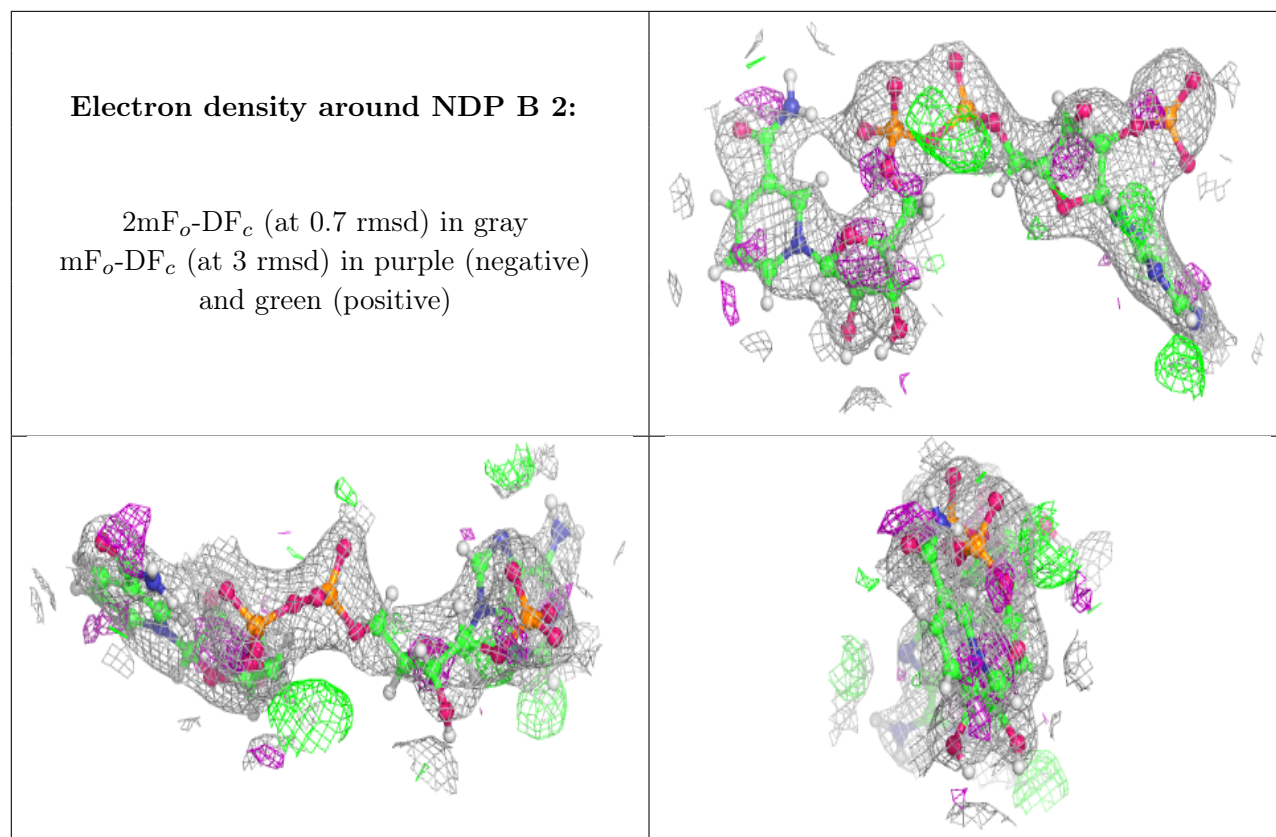 Electron density around NDP B 2:
2mFo-DFc (at 0.7 rmsd) in gray
mFo-DFc (at 3 rmsd) in purple (negative)
and green (positive)